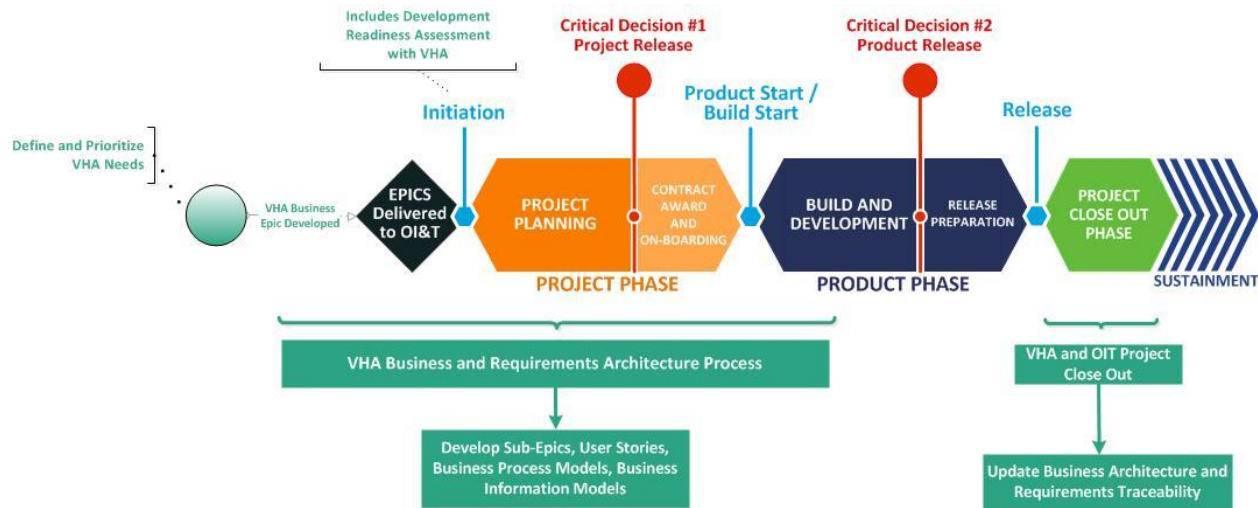 Includes Development
Readiness Assessment
with VHA
Critical Decision #1
Project Release
Critical Decision #2
Product Release
Initiation
Product Start /
Build Start
Release
Define and Prioritize
VHA Needs
VHA Business
Epic Developed
EPICS
Delivered
to OI&T
PROJECT
PLANNING
CONTRACT
AWARD
AND
ON-BOARDING
BUILD AND
DEVELOPMENT
RELEASE
PREPARATION
PROJECT
CLOSE OUT
PHASE
PROJECT PHASE
PRODUCT PHASE
SUSTAINMENT
VHA Business and Requirements Architecture Process
VHA and OIT Project
Close Out
Develop Sub-Epics, User Stories,
Business Process Models, Business
Information Models
Update Business Architecture and
Requirements Traceability